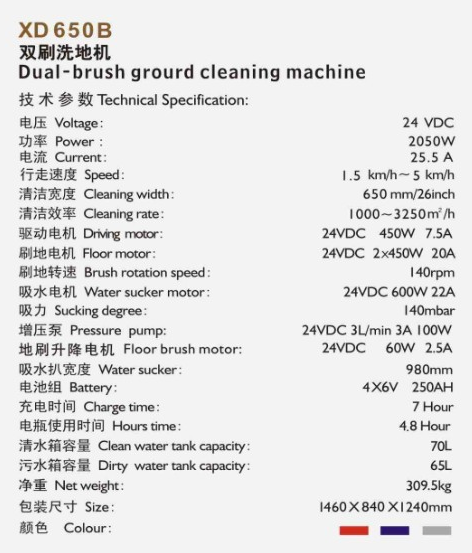 XD650B
双刷洗地机
Dual-brush grourd cleaning machine
技术参数 Technical Specification:
电压 Voltage: 24 VDC
功率 Power : 2050W
电流 Current: 25.5 A
行走速度 Speed: 1.5 km/h~5 km/h
清洁宽度 Cleaning width: 650 mm/26inch
清洁效率 Cleaning rate: 1000~3250㎡/h
驱动电机 Driving motor: 24VDC 450W 7.5A
刷地电机 Floor motor: 24VDC 2×450W 20A
刷地转速 Brush rotation speed: 140rpm
吸水电机 Water sucker motor: 24VDC 600W 22A
吸力 Sucking degree: 140mbar
增压泵 Pressure pump: 24VDC 3L/min 3A 100W
地刷升降电机 Floor brush motor: 24VDC 60W 2.5A
吸水扒宽度 Water sucker: 980mm
电池组 Battery: 4X6V 250AH
充电时间 Charge time: 7 Hour
电瓶使用时间 Hours time: 4.8 Hour
清水箱容量 Clean water tank capacity: 70L
污水箱容量 Dirty water tank capacity: 65L
净重 Net weight: 309.5kg
包装尺寸 Size: 1460X840X1240mm
颜色 Colour: